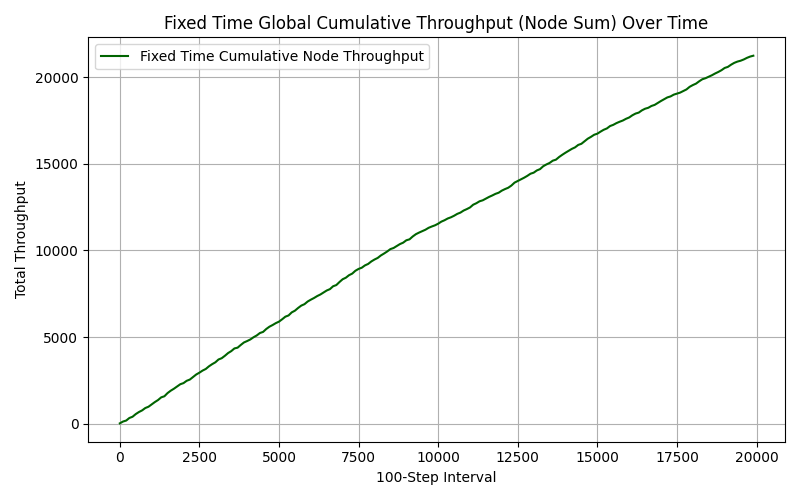 Fixed Time Global Cumulative Throughput (Node Sum) Over Time
Fixed Time Cumulative Node Throughput
Total Throughput
20000
15000
10000
5000
0
0 2500 5000 7500 10000 12500 15000 17500 20000
100-Step Interval